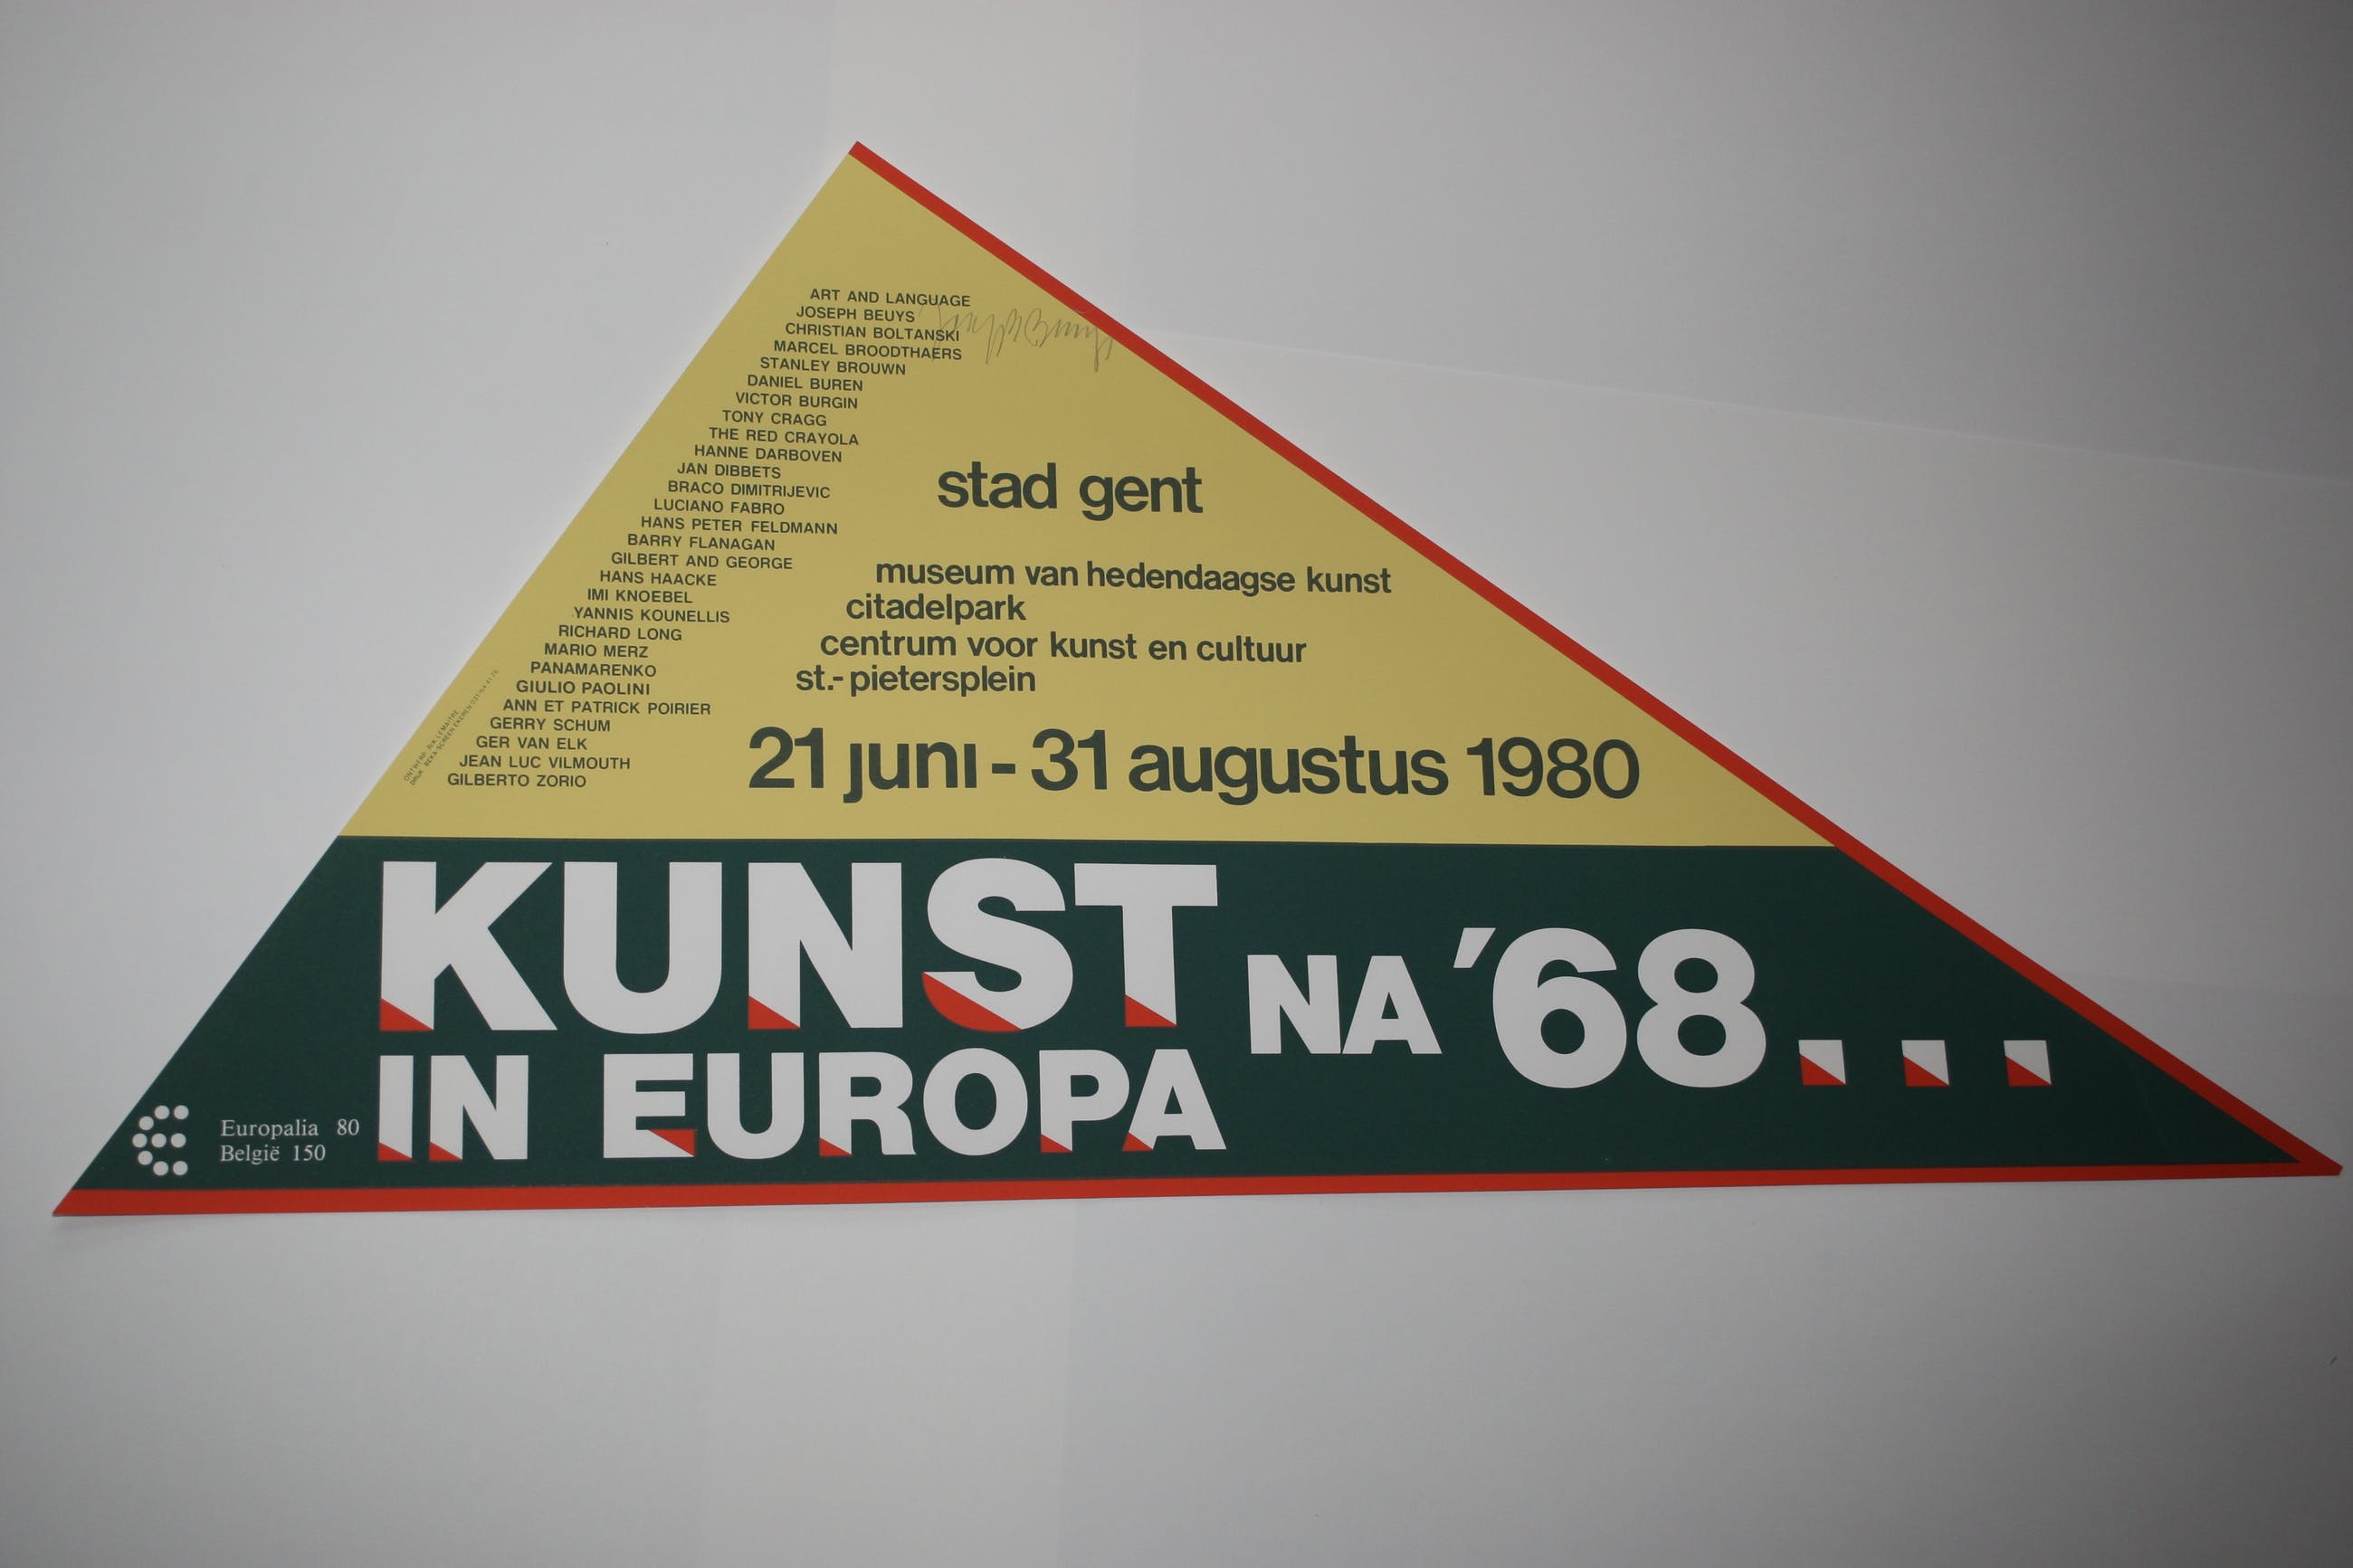 ART AND LANGUAGE
JOSEPH BEUYS
CHRISTIAN BOLTANSKI
MARCEL BROODTHAERS
STANLEY BROUWN
DANIEL BUREN
VICTOR BURGIN
TONY CRAGG
THE RED CRAYOLA
HANNE DARBOVEN
JAN DIBBETS
BRACO DIMITRIJEVIC
LUCIANO FABRO
HANS PETER FELDMANN
BARRY FLANAGAN
GILBERT AND GEORGE
HANS HAACKE
IMI KNOEBEL
YANNIS KOUNELLIS
RICHARD LONG
MARIO MERZ
PANAMARENKO
GIULIO PAOLINI
ANN ET PATRICK POIRIER
GERRY SCHUM
GER VAN ELK
JEAN LUC VILMOUTH
GILBERTO ZORIO
stad gent
museum van hedendaagse kunst
citadelpark
centrum voor kunst en cultuur
st.-pietersplein
21 juni - 31 augustus 1980
KUNST NA '68...
IN EUROPA
Europalia 80
België 150